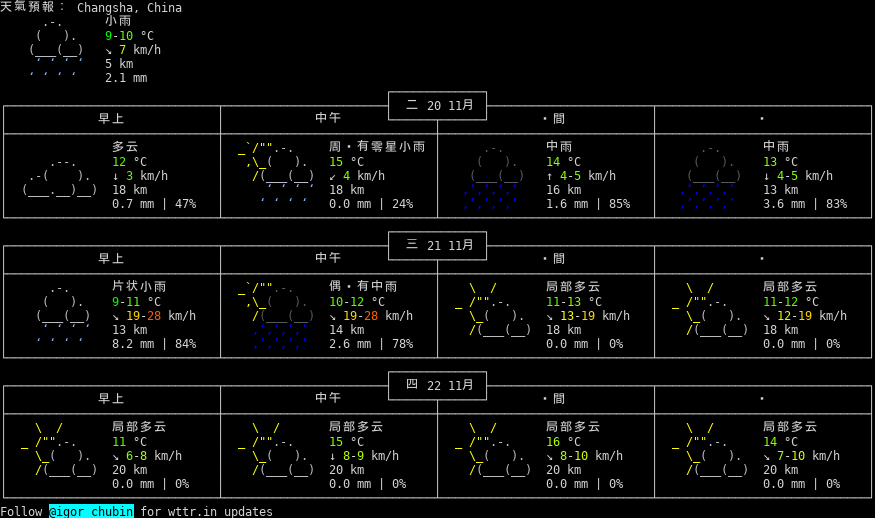 天氣預報： Changsha, China
小雨
9-10 °C
↘ 7 km/h
5 km
2.1 mm
二 20 11月
早上 中午 ・間 ・
多云 周・有零星小雨 中雨 中雨
12 °C 15 °C 14 °C 13 °C
↓ 3 km/h ↙ 4 km/h ↑ 4-5 km/h ↓ 4-5 km/h
18 km 18 km 16 km 13 km
0.7 mm | 47% 0.0 mm | 24% 1.6 mm | 85% 3.6 mm | 83%
三 21 11月
早上 中午 ・間 ・
片状小雨 偶・有中雨 局部多云 局部多云
9-11 °C 10-12 °C 11-13 °C 11-12 °C
↘ 19-28 km/h ↘ 19-28 km/h ↘ 13-19 km/h ↘ 12-19 km/h
13 km 14 km 18 km 18 km
8.2 mm | 84% 2.6 mm | 78% 0.0 mm | 0% 0.0 mm | 0%
四 22 11月
早上 中午 ・間 ・
局部多云 局部多云 局部多云 局部多云
11 °C 15 °C 16 °C 14 °C
↘ 6-8 km/h ↓ 8-9 km/h ↘ 8-10 km/h ↘ 7-10 km/h
20 km 20 km 20 km 20 km
0.0 mm | 0% 0.0 mm | 0% 0.0 mm | 0% 0.0 mm | 0%
Follow @igor_chubin for wttr.in updates